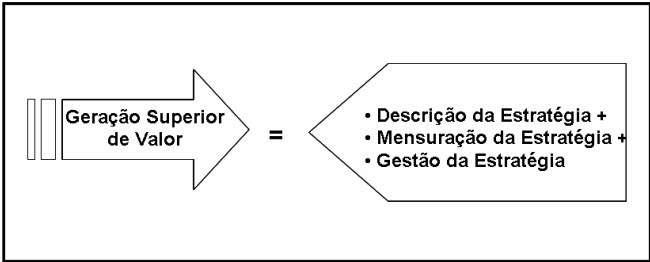 Geração Superior
de Valor
=
• Descrição da Estratégia +
• Mensuração da Estratégia +
• Gestão da Estratégia